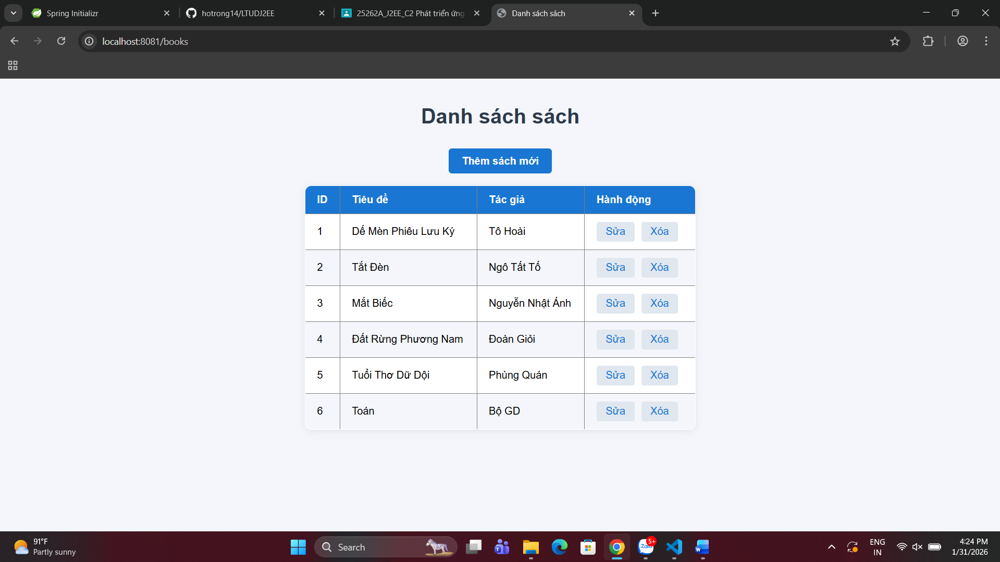 Spring Initializr
hotrong14/LTUDJ2EE
25262A_J2EE_C2 Phát triển ứng
Danh sách sách
localhost:8081/books
Danh sách sách
Thêm sách mới
ID Tiêu đề Tác giả Hành động
1 Dế Mèn Phiêu Lưu Ký Tô Hoài Sửa Xóa
2 Tắt Đèn Ngô Tất Tố Sửa Xóa
3 Mắt Biếc Nguyễn Nhật Ánh Sửa Xóa
4 Đất Rừng Phương Nam Đoàn Giỏi Sửa Xóa
5 Tuổi Thơ Dữ Dội Phùng Quán Sửa Xóa
6 Toán Bộ GD Sửa Xóa
91°F
Partly sunny
Search
Zalo
5+
ENG
IN
4:24 PM
1/31/2026